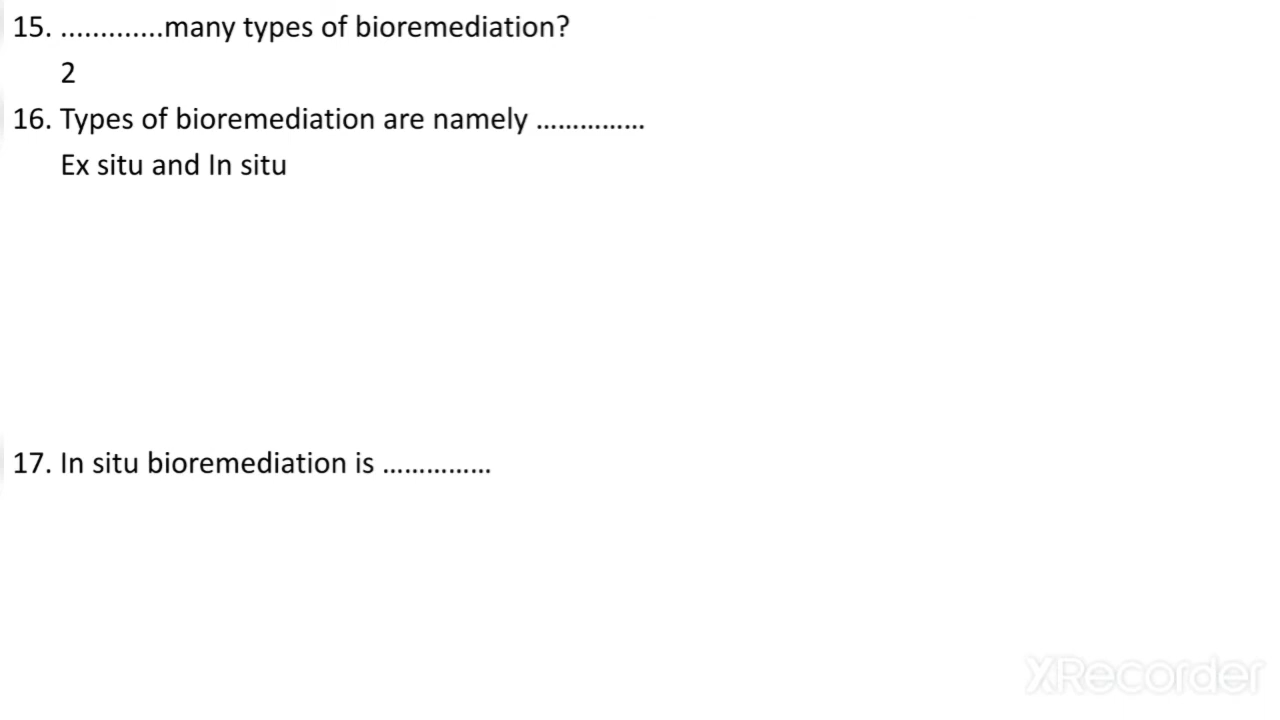 15. .............many types of bioremediation?
2
16. Types of bioremediation are namely ...............
Ex situ and In situ
17. In situ bioremediation is ...............
XRecorder